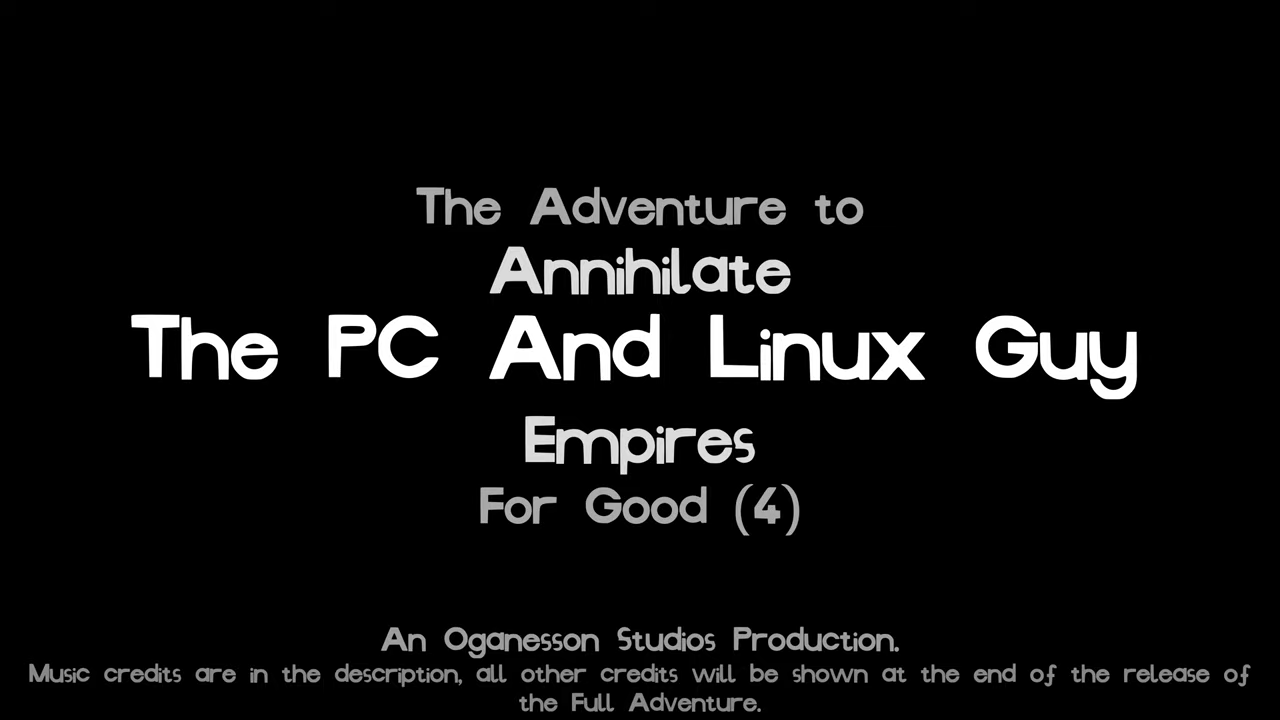 The Adventure to
Annihilate
The PC And Linux Guy
Empires
For Good (4)
An Oganesson Studios Production.
Music credits are in the description, all other credits will be shown at the end of the release of
the Full Adventure.